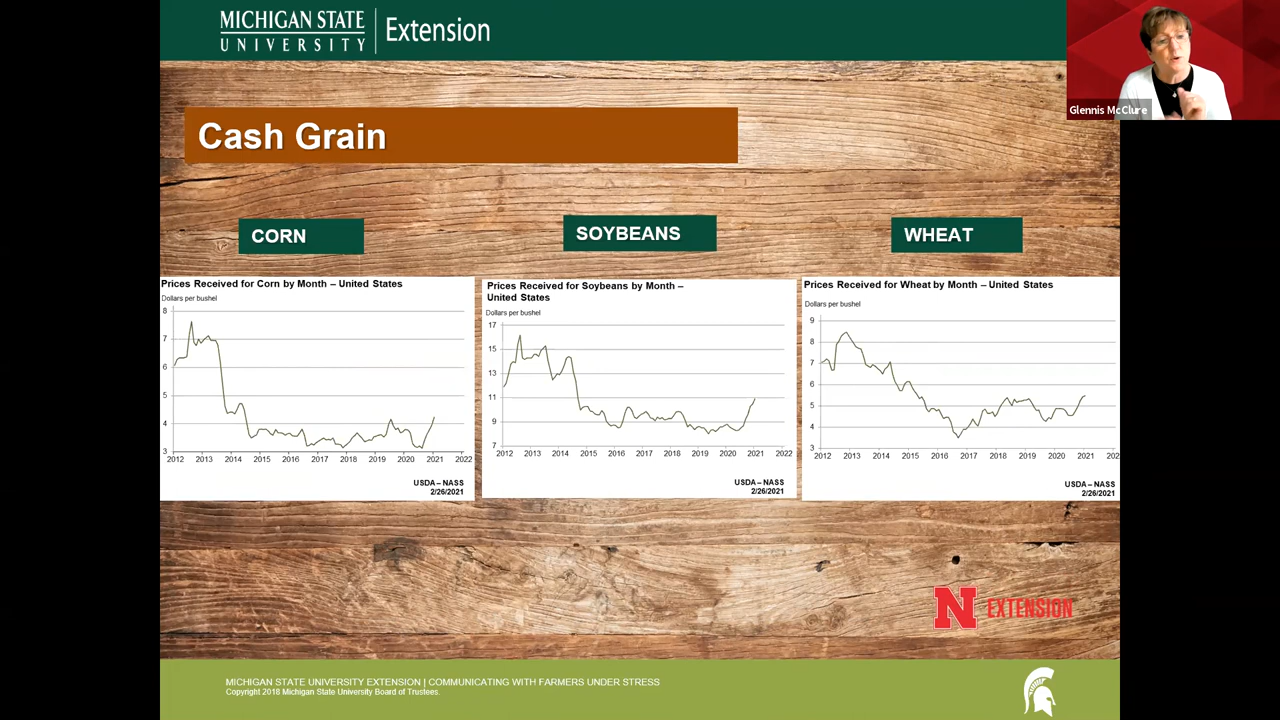 MICHIGAN STATE
UNIVERSITY
Extension
Glennis McClure
Cash Grain
CORN
SOYBEANS
WHEAT
Prices Received for Corn by Month – United States
Dollars per bushel
8
7
6
5
4
3
2012 2013 2014 2015 2016 2017 2018 2019 2020 2021 2022
USDA – NASS
2/26/2021
Prices Received for Soybeans by Month –
United States
Dollars per bushel
17
15
13
11
9
7
2012 2013 2014 2015 2016 2017 2018 2019 2020 2021 2022
USDA – NASS
2/26/2021
Prices Received for Wheat by Month – United States
Dollars per bushel
9
8
7
6
5
4
3
2012 2013 2014 2015 2016 2017 2018 2019 2020 2021 202
USDA – NASS
2/26/2021
N
EXTENSION
MICHIGAN STATE UNIVERSITY EXTENSION | COMMUNICATING WITH FARMERS UNDER STRESS
Copyright 2018 Michigan State University Board of Trustees.